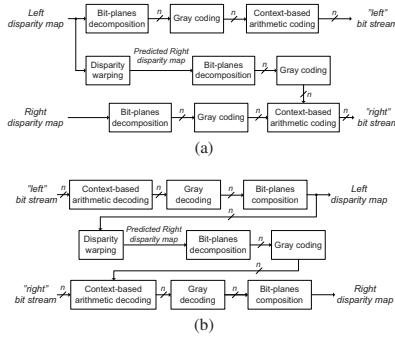 Left disparity map
Bit-planes decomposition
n
Gray coding
n
Context-based arithmetic coding
n
"left" bit stream
Disparity warping
Predicted Right disparity map
Bit-planes decomposition
n
Gray coding
n
Right disparity map
Bit-planes decomposition
n
Gray coding
n
Context-based arithmetic coding
n
"right" bit stream
(a)
"left" bit stream
n
Context-based arithmetic decoding
n
Gray decoding
n
Bit-planes composition
Left disparity map
n
Disparity warping
Predicted Right disparity map
Bit-planes decomposition
n
Gray coding
n
"right" bit stream
n
Context-based arithmetic decoding
n
Gray decoding
n
Bit-planes composition
Right disparity map
(b)